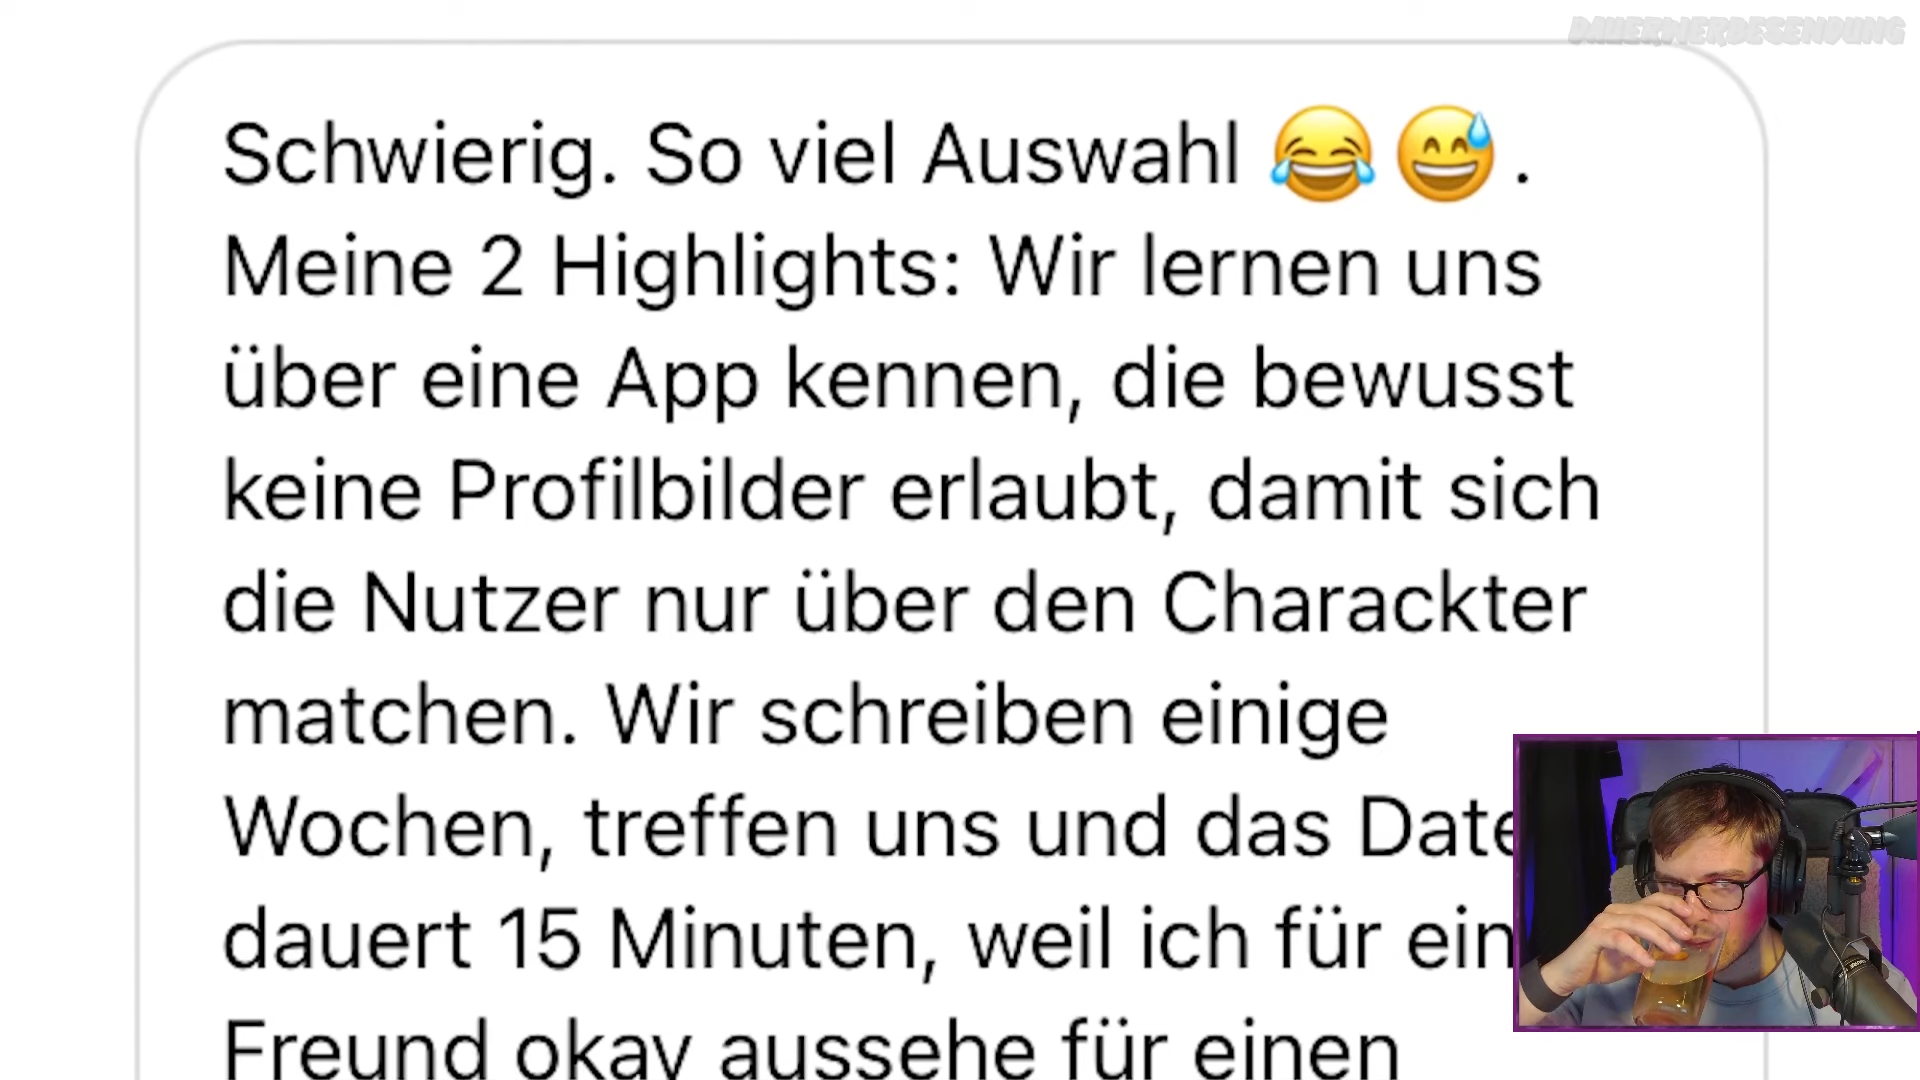 DAUERWERBESENDUNG
Schwierig. So viel Auswahl 😂 😅 .
Meine 2 Highlights: Wir lernen uns
über eine App kennen, die bewusst
keine Profilbilder erlaubt, damit sich
die Nutzer nur über den Charackter
matchen. Wir schreiben einige
Wochen, treffen uns und das Date
dauert 15 Minuten, weil ich für ein
Freund okay aussehe für einen